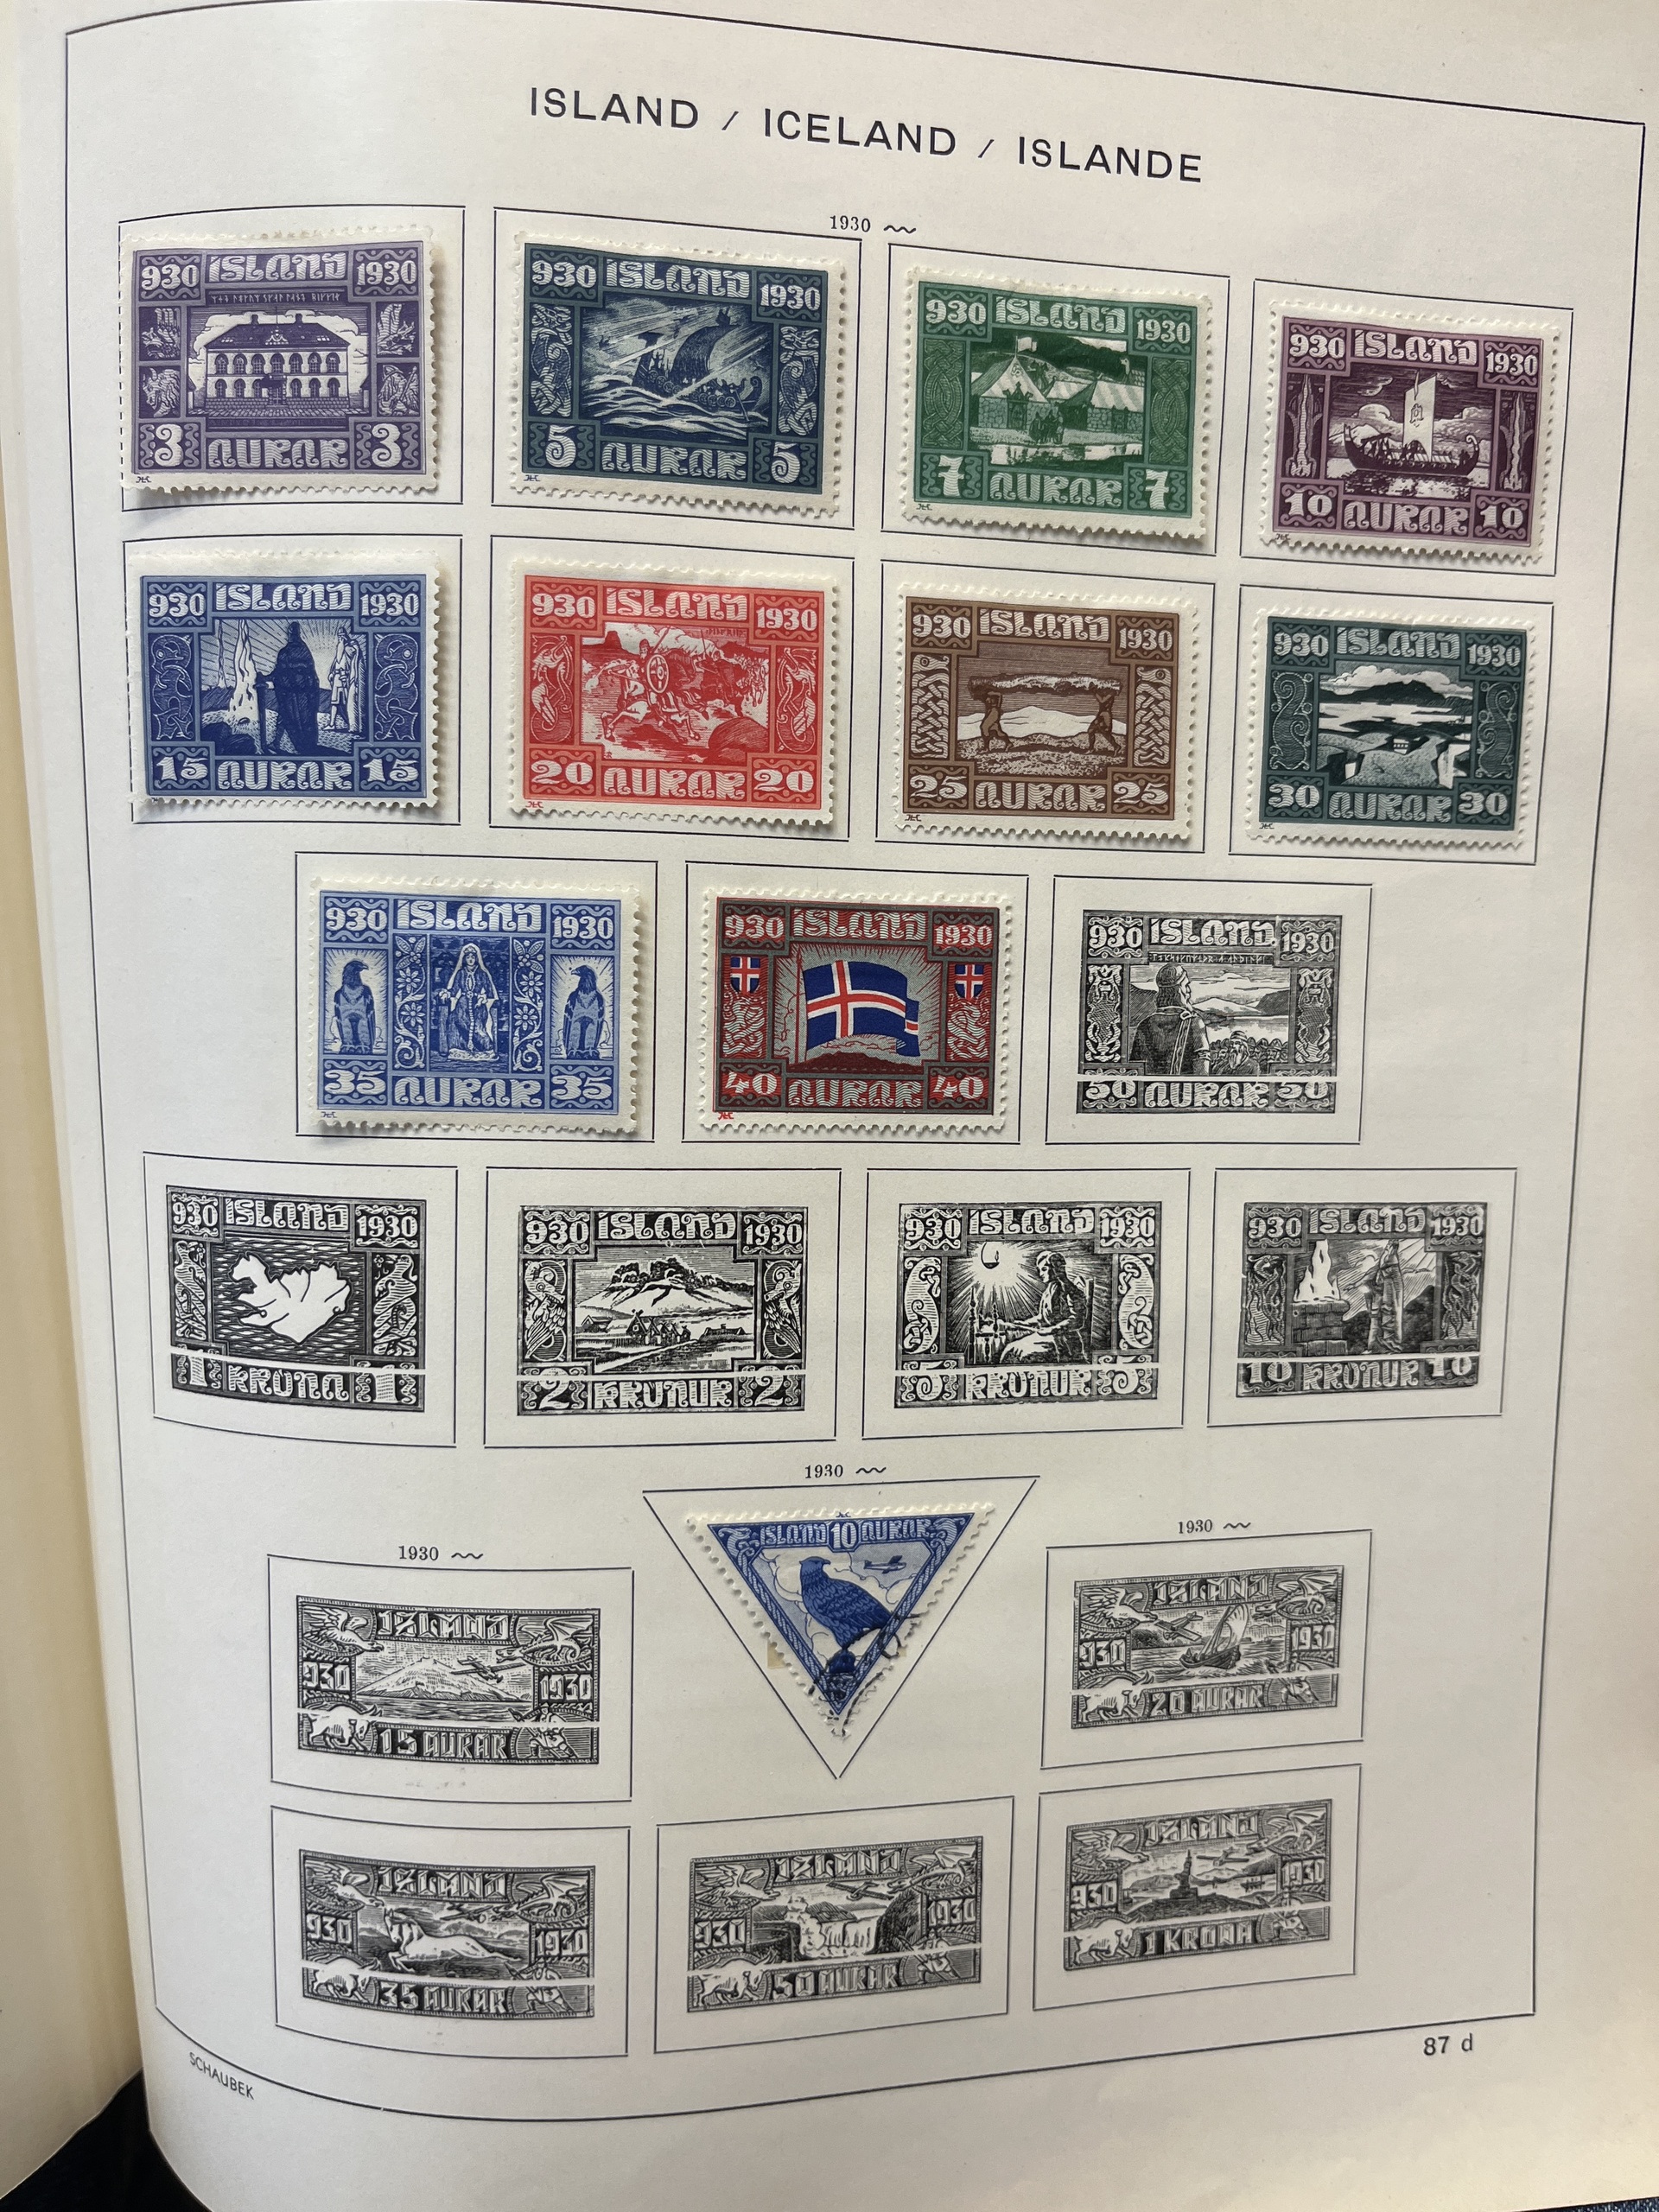 ISLAND / ICELAND / ISLANDE
1930
930 ISLAND 1930
3 AURAR 3
930 ISLAND 1930
5 AURAR 5
930 ISLAND 1930
7 AURAR 7
930 ISLAND 1930
10 AURAR 10
930 ISLAND 1930
15 AURAR 15
930 ISLAND 1930
20 AURAR 20
930 ISLAND 1930
25 AURAR 25
930 ISLAND 1930
30 AURAR 30
930 ISLAND 1930
35 AURAR 35
930 ISLAND 1930
40 AURAR 40
930 ISLAND 1930
50 AURAR 50
930 ISLAND 1930
1 KRONA 1
930 ISLAND 1930
2 KRONUR 2
930 ISLAND 1930
5 KRONUR 5
930 ISLAND 1930
10 KRONUR 10
1930
ISLAND
930 1930
15 AURAR
1930
ISLAND 10 AURAR
1930
ISLAND
930 1930
20 AURAR
ISLAND
930 1930
35 AURAR
ISLAND
930 1930
50 AURAR
ISLAND
930 1930
1 KRONA
SCHAUBEK
87 d